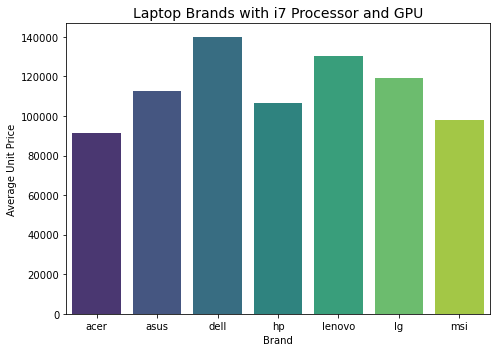 Laptop Brands with i7 Processor and GPU
Average Unit Price
140000
120000
100000
80000
60000
40000
20000
0
acer asus dell hp lenovo lg msi
Brand